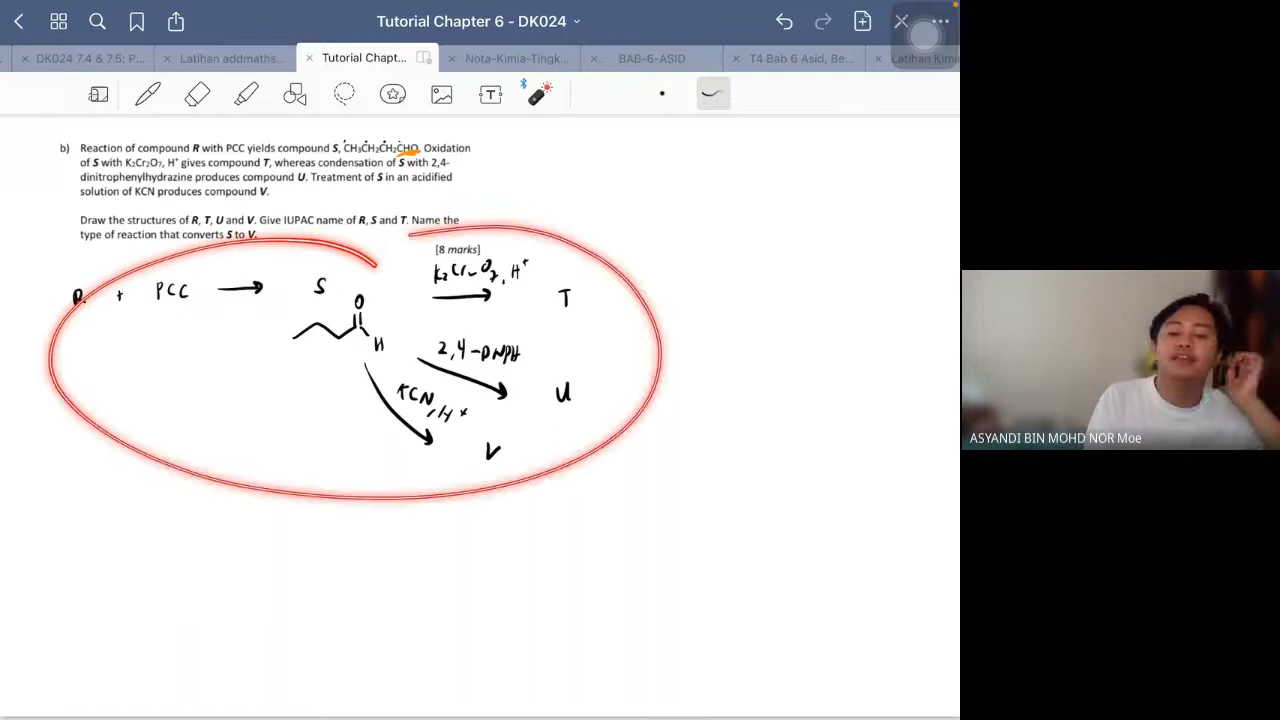 Tutorial Chapter 6 - DK024
DK024 7.4 & 7.5: P...
Latihan addmaths...
Tutorial Chapt...
Nota-Kimia-Tingk...
BAB-6-ASID
T4 Bab 6 Asid, Be...
Latihan Kimi
b) Reaction of compound R with PCC yields compound S, CH3CH2CH2CHO. Oxidation
of S with K2Cr2O7, H+ gives compound T, whereas condensation of S with 2,4-
dinitrophenylhydrazine produces compound U. Treatment of S in an acidified
solution of KCN produces compound V.
Draw the structures of R, T, U and V. Give IUPAC name of R, S and T. Name the
type of reaction that converts S to V.
[8 marks]
K2Cr2O7, H+
R + PCC → S
T
O
H
2,4-DNPH
U
KCN, H+
V
ASYANDI BIN MOHD NOR Moe